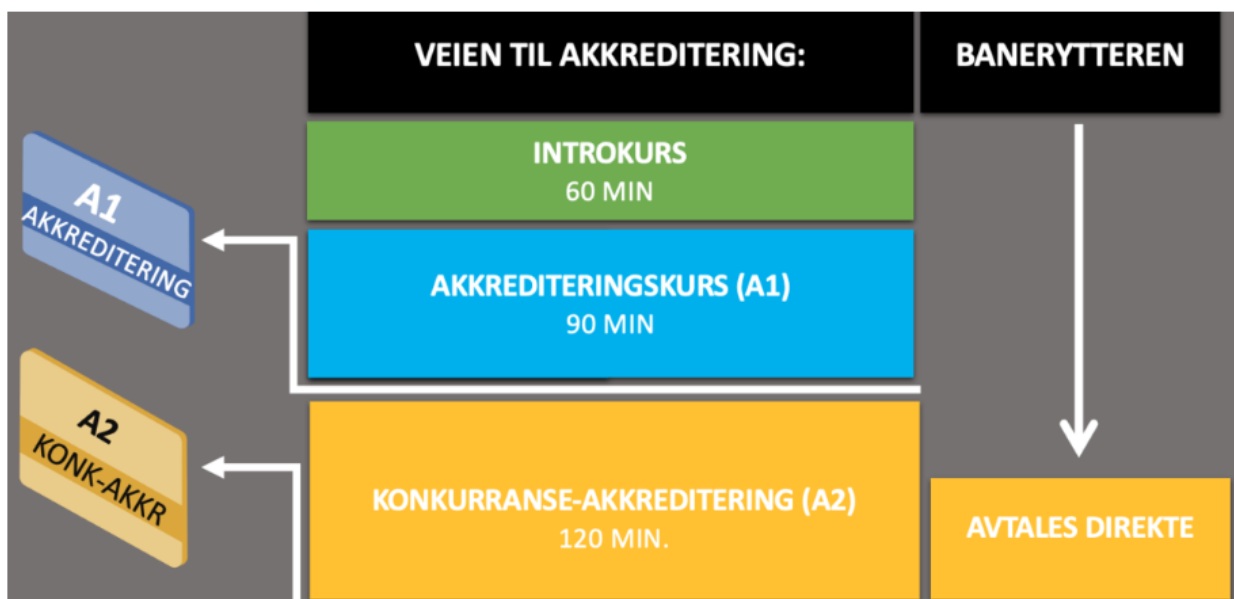 VEIEN TIL AKKREDITERING:
BANERYTTEREN
INTROKURS
60 MIN
A1
AKKREDITERING
AKKREDITERINGSKURS (A1)
90 MIN
A2
KONK-AKKR
KONKURRANSE-AKKREDITERING (A2)
120 MIN.
AVTALES DIREKTE